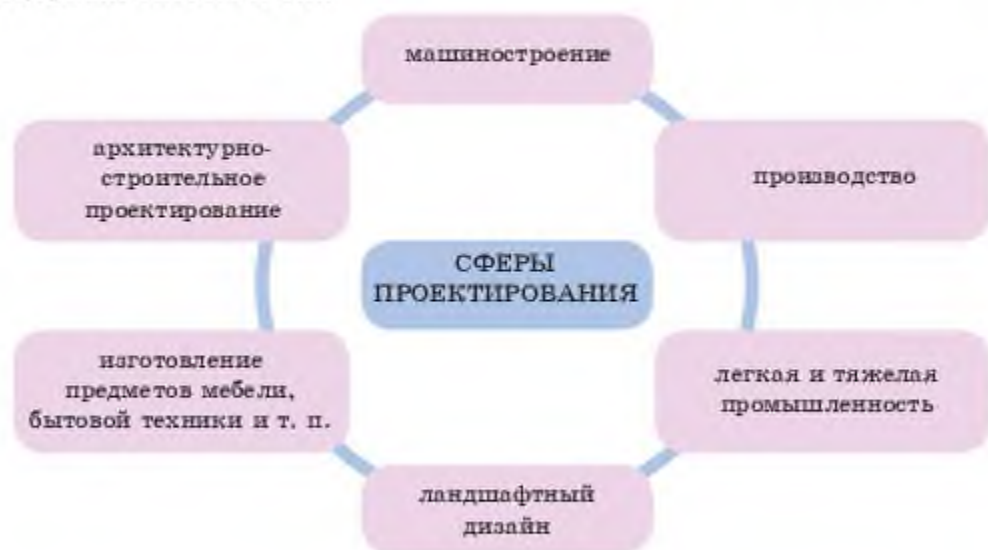 машиностроение
архитектурно-
строительное
проектирование
производство
СФЕРЫ
ПРОЕКТИРОВАНИЯ
изготовление
предметов мебели,
бытовой техники и т. п.
легкая и тяжелая
промышленность
ландшафтный
дизайн